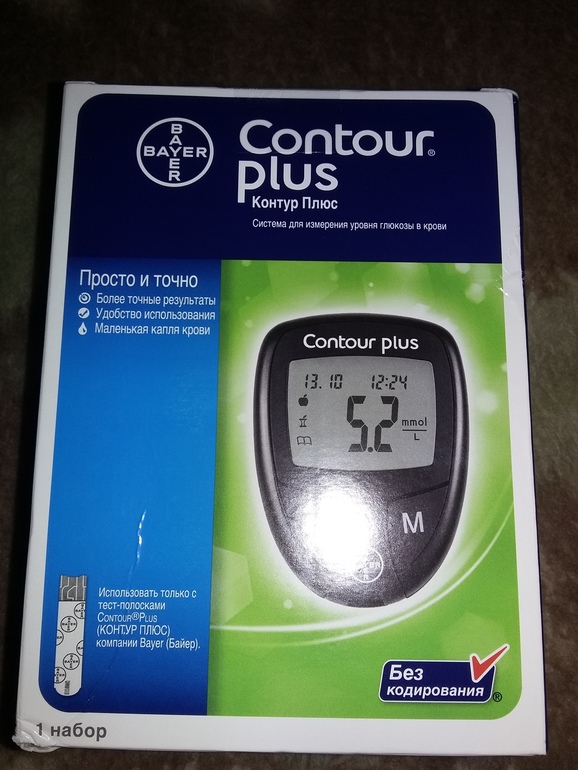 BAYER
BAYER
Contour®
plus
Контур Плюс
Система для измерения уровня глюкозы в крови
Просто и точно
Более точные результаты
Удобство использования
Маленькая капля крови
Contour plus
13.10 12:24
5.2 mmol
L
M
Использовать только с
тест-полосками
CONTOUR®PLUS
(КОНТУР ПЛЮС)
компании Bayer (Байер).
Без
кодирования®
1 набор